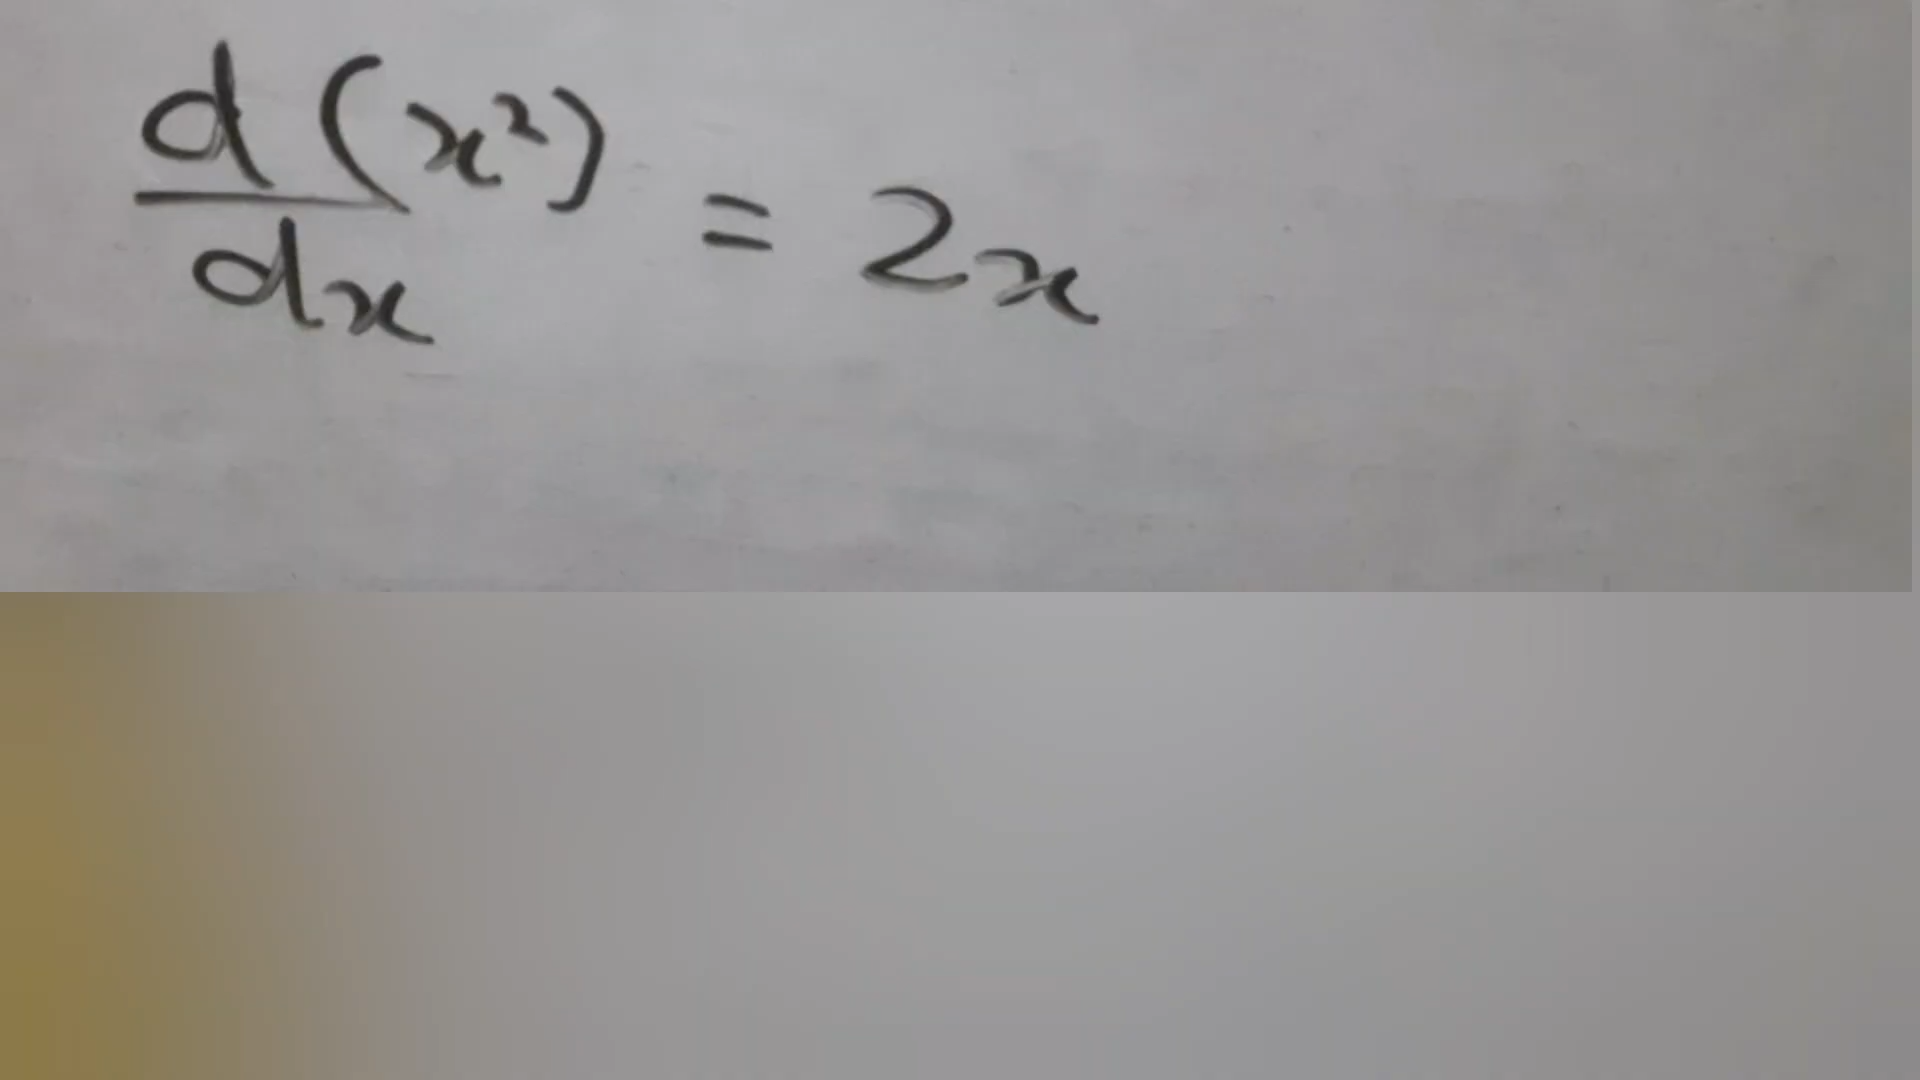 d(x²)/dx = 2x